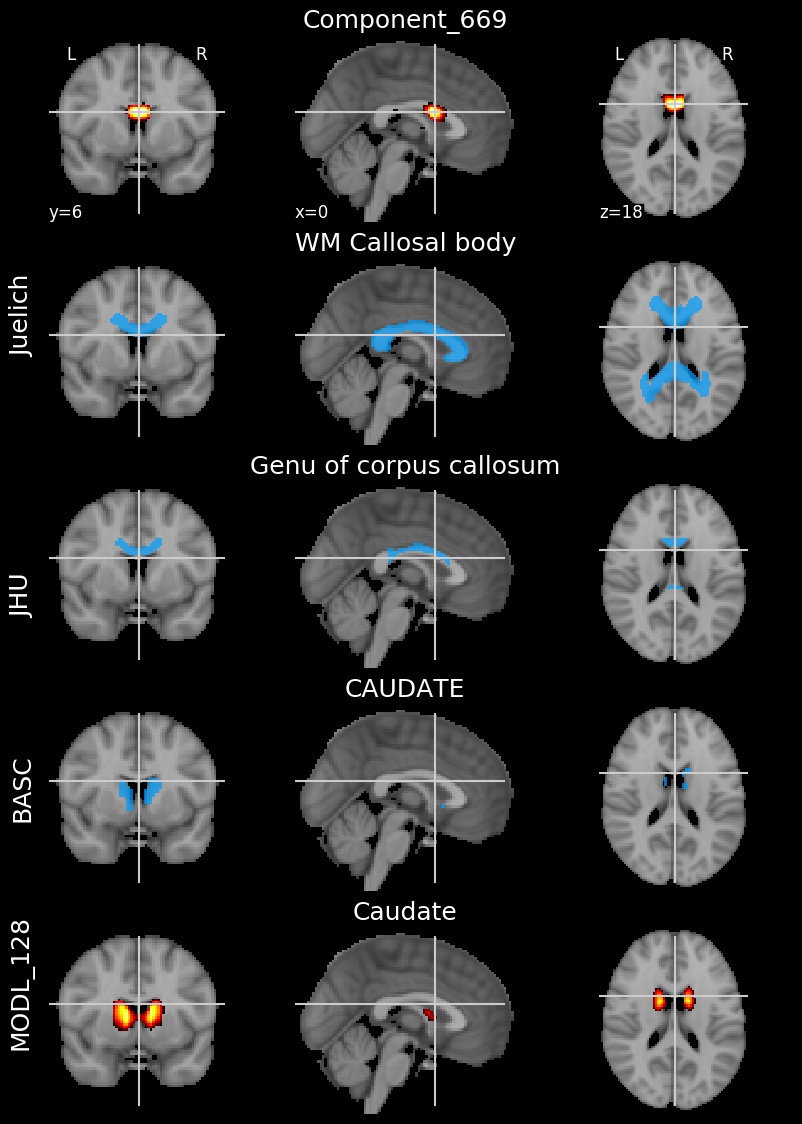 Component_669
L R L R
y=6 x=0 z=18
WM Callosal body
Juelich
Genu of corpus callosum
JHU
CAUDATE
BASC
Caudate
MODL_128